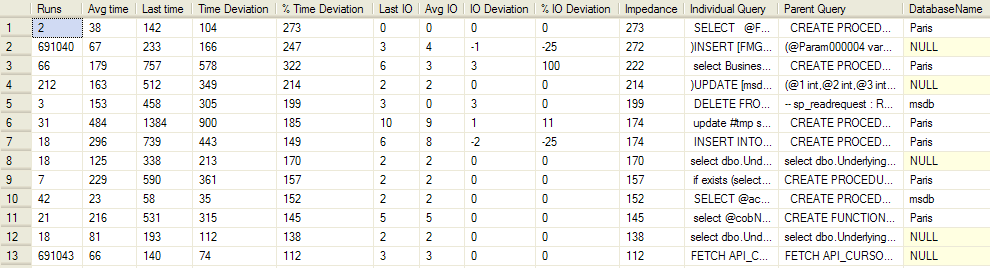 Runs Avg time Last time Time Deviation % Time Deviation Last IO Avg IO IO Deviation % IO Deviation Impedance Individual Query Parent Query DatabaseName
1 2 38 142 104 273 0 0 0 0 273 SELECT @F... CREATE PROCED... Paris
2 691040 67 233 166 247 3 4 -1 -25 272 )INSERT [FMG... (@Param000004 var... NULL
3 66 179 757 578 322 6 3 3 100 222 select Busines... CREATE PROCED... Paris
4 212 163 512 349 214 2 2 0 0 214 )UPDATE [msd... (@1 int,@2 int,@3 int... NULL
5 3 153 458 305 199 3 0 3 0 199 DELETE FRO... -- sp_readrequest : R... msdb
6 31 484 1384 900 185 10 9 1 11 174 update #tmp s... CREATE PROCED... Paris
7 18 296 739 443 149 6 8 -2 -25 174 INSERT INTO... CREATE PROCED... Paris
8 18 125 338 213 170 2 2 0 0 170 select dbo.Und... select dbo.Underlying... NULL
9 7 229 590 361 157 2 2 0 0 157 if exists (selec... CREATE PROCEDU... Paris
10 42 23 58 35 152 2 2 0 0 152 SELECT @ac... CREATE PROCED... msdb
11 21 216 531 315 145 5 5 0 0 145 select @cobN... CREATE FUNCTION... Paris
12 18 81 193 112 138 2 2 0 0 138 select dbo.Und... select dbo.Underlying... NULL
13 691043 66 140 74 112 3 3 0 0 112 FETCH API_C... FETCH API_CURSO... NULL